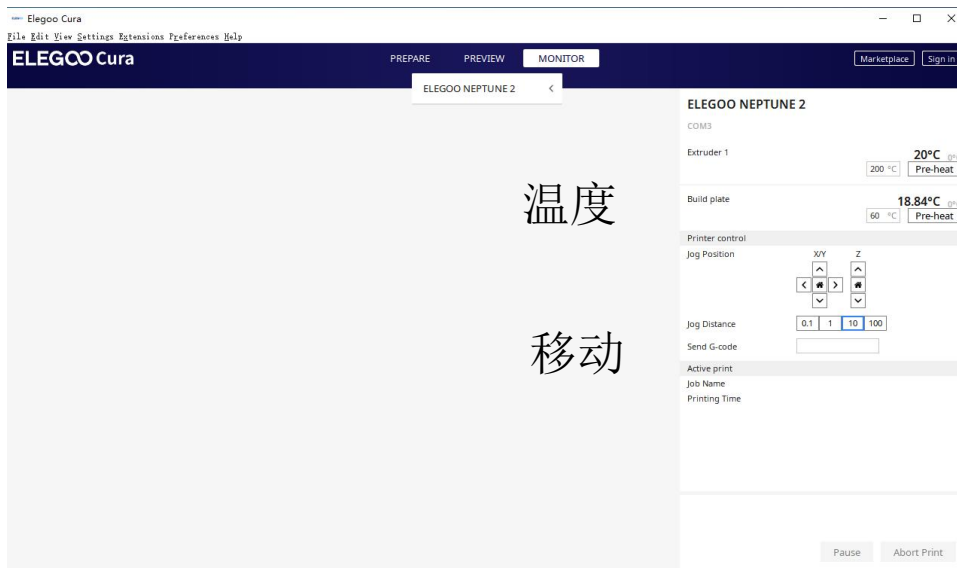 Elegoo Cura
File Edit View Settings Extensions Preferences Help
ELEGOO Cura
PREPARE PREVIEW MONITOR
Marketplace Sign in
ELEGOO NEPTUNE 2
ELEGOO NEPTUNE 2
COM3
Extruder 1
20°C
200 °C Pre-heat
温度
Build plate
18.84°C
60 °C Pre-heat
Printer control
Jog Position X/Y Z
Jog Distance 0.1 1 10 100
移动
Send G-code
Active print
Job Name
Printing Time
Pause Abort Print